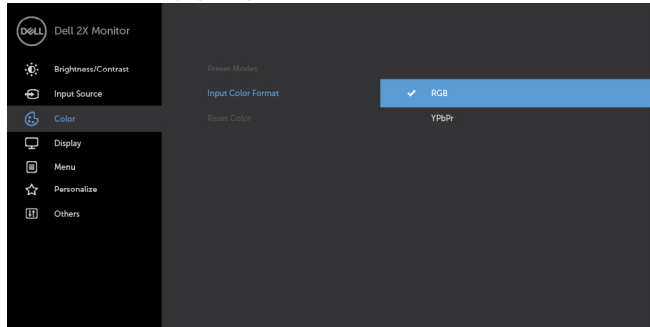 DELL Dell 2X Monitor
Brightness/Contrast
Preset Modes
Input Source
Input Color Format
RGB
Color
Reset Color
YPbPr
Display
Menu
Personalize
Others